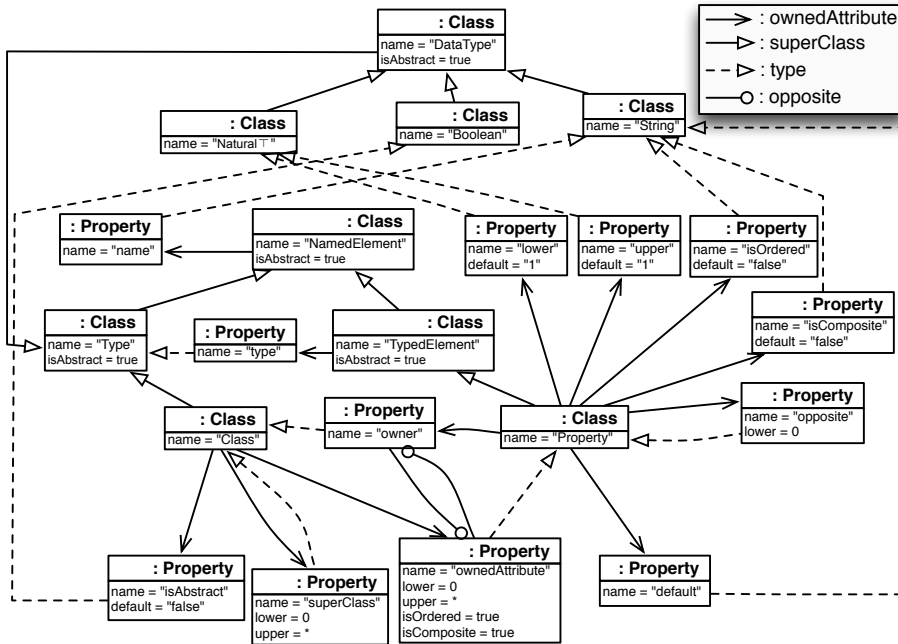 : Class
name = "DataType"
isAbstract = true
: ownedAttribute
: superClass
: type
: opposite
: Class
name = "Natural⊤"
: Class
name = "Boolean"
: Class
name = "String"
: Property
name = "name"
: Class
name = "NamedElement"
isAbstract = true
: Property
name = "lower"
default = "1"
: Property
name = "upper"
default = "1"
: Property
name = "isOrdered"
default = "false"
: Property
name = "isComposite"
default = "false"
: Class
name = "Type"
isAbstract = true
: Property
name = "type"
: Class
name = "TypedElement"
isAbstract = true
: Class
name = "Class"
: Property
name = "owner"
: Class
name = "Property"
: Property
name = "opposite"
lower = 0
: Property
name = "isAbstract"
default = "false"
: Property
name = "superClass"
lower = 0
upper = *
: Property
name = "ownedAttribute"
lower = 0
upper = *
isOrdered = true
isComposite = true
: Property
name = "default"